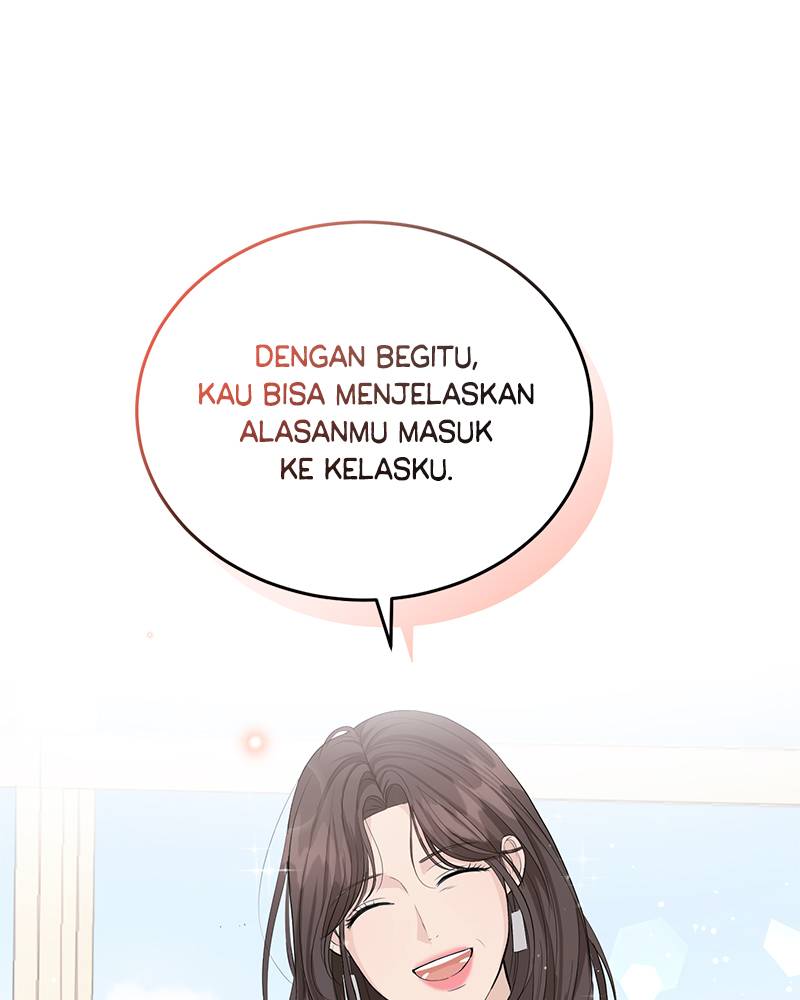 DENGAN BEGITU,
KAU BISA MENJELASKAN
ALASANMU MASUK
KE KELASKU.